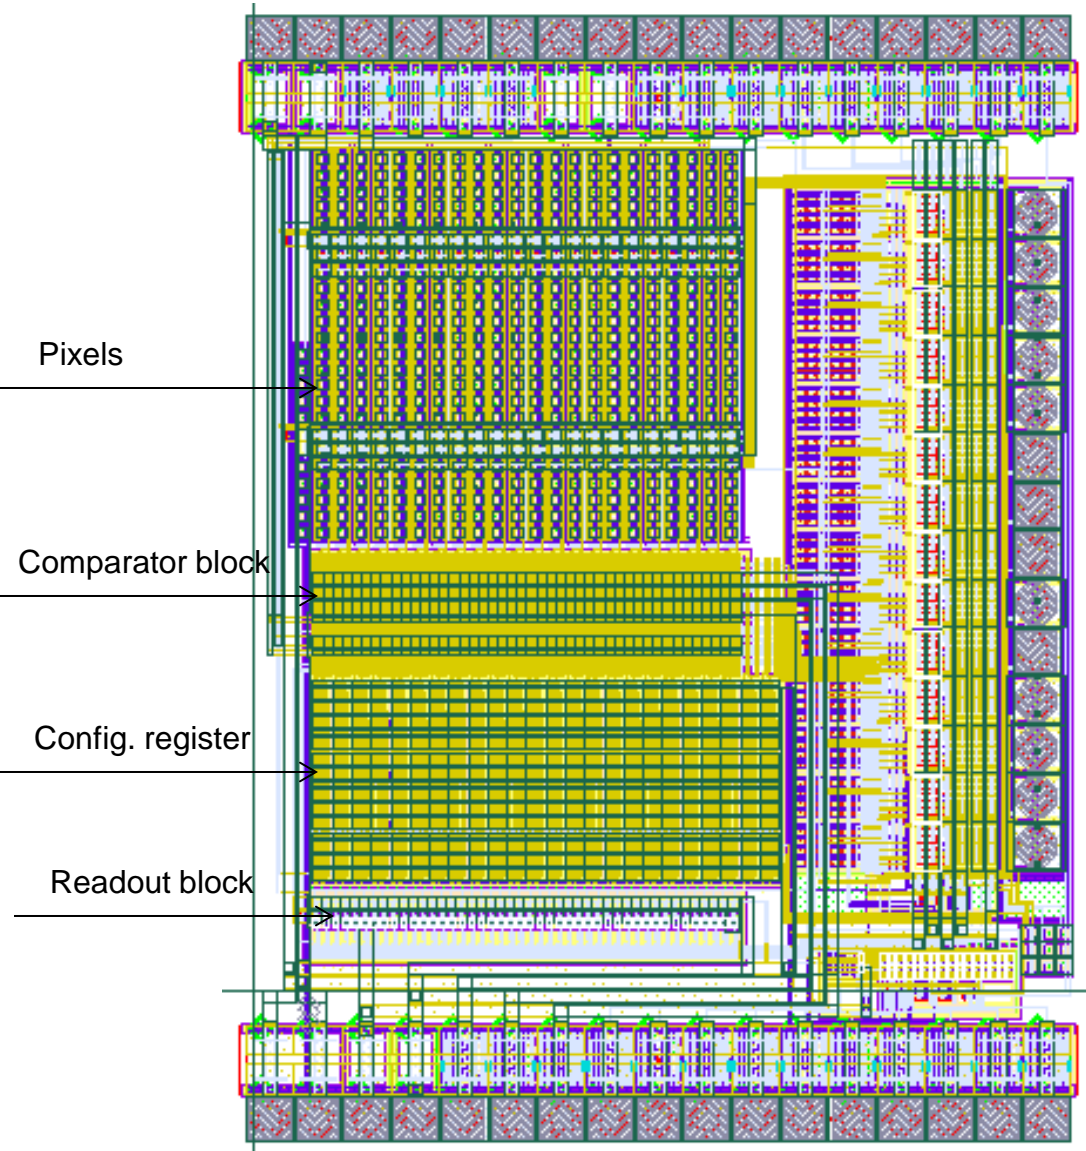 Pixels
Comparator block
Config. register
Readout block